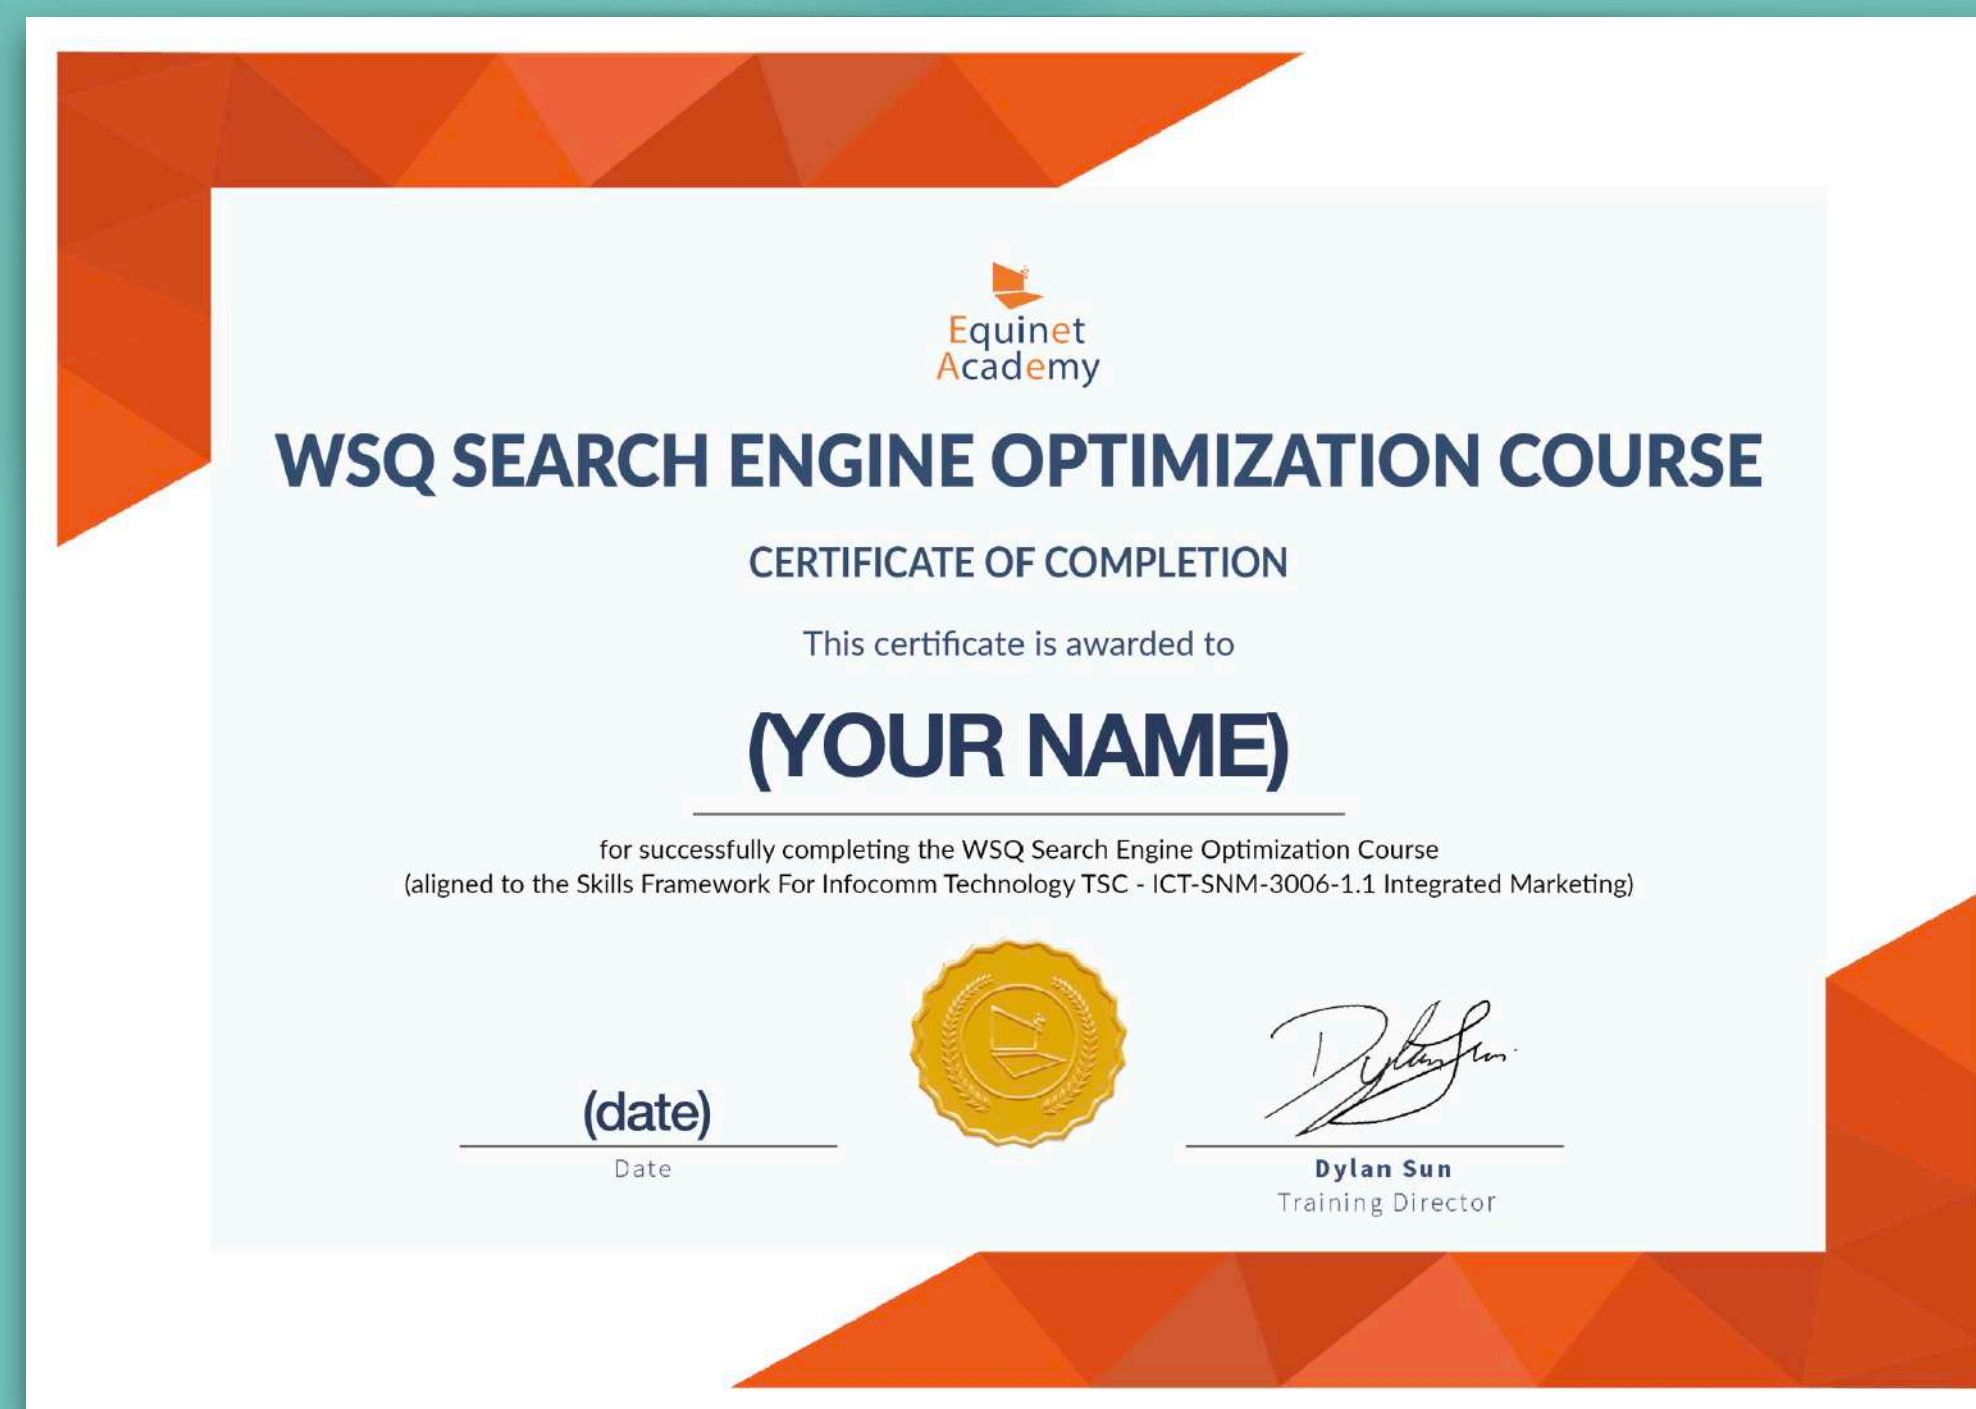 Equinet
Academy
WSQ SEARCH ENGINE OPTIMIZATION COURSE
CERTIFICATE OF COMPLETION
This certificate is awarded to
(YOUR NAME)
for successfully completing the WSQ Search Engine Optimization Course
(aligned to the Skills Framework For Infocomm Technology TSC - ICT-SNM-3006-1.1 Integrated Marketing)
(date)
Date
Dylan Sun
Dylan Sun
Training Director